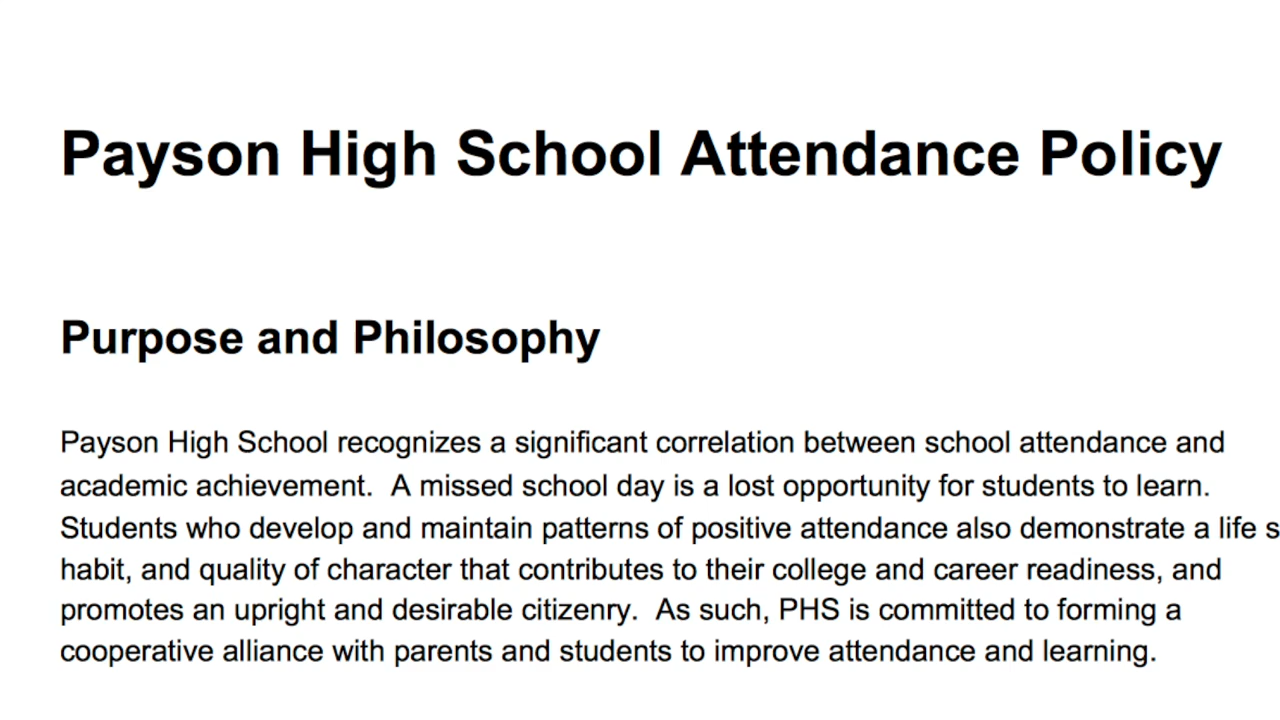 Payson High School Attendance Policy
Purpose and Philosophy
Payson High School recognizes a significant correlation between school attendance and
academic achievement.  A missed school day is a lost opportunity for students to learn.
Students who develop and maintain patterns of positive attendance also demonstrate a life
habit, and quality of character that contributes to their college and career readiness, and
promotes an upright and desirable citizenry.  As such, PHS is committed to forming a
cooperative alliance with parents and students to improve attendance and learning.